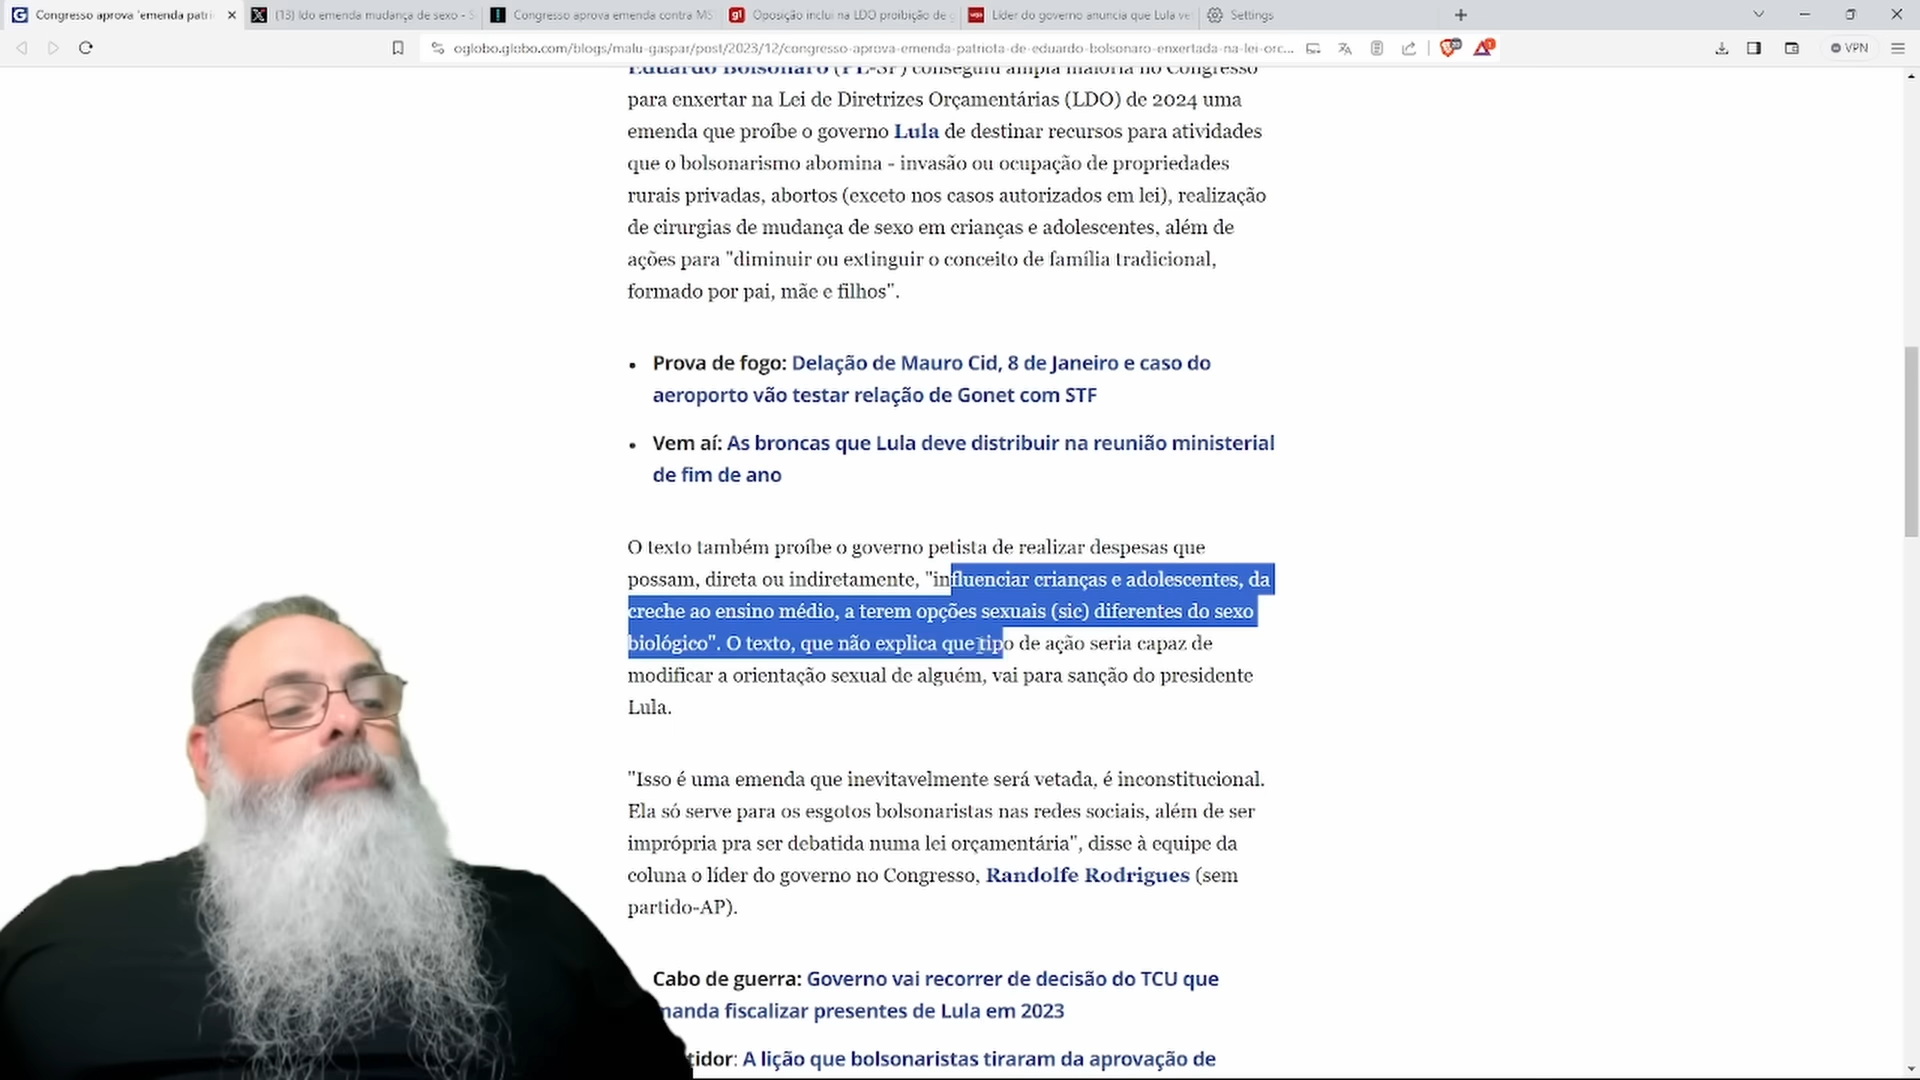 Congresso aprova 'emenda patri
(13) ldo emenda mudança de sexo - S
Congresso aprova emenda contra MS
Oposição inclui na LDO proibição de g
Líder do governo anuncia que Lula ve
Settings
oglobo.globo.com/blogs/malu-gaspar/post/2023/12/congresso-aprova-emenda-patriota-de-eduardo-bolsonaro-enxertada-na-lei-orc...
VPN
Eduardo Bolsonaro (PL-SP) conseguiu ampla maioria no Congresso
para enxertar na Lei de Diretrizes Orçamentárias (LDO) de 2024 uma
emenda que proíbe o governo Lula de destinar recursos para atividades
que o bolsonarismo abomina - invasão ou ocupação de propriedades
rurais privadas, abortos (exceto nos casos autorizados em lei), realização
de cirurgias de mudança de sexo em crianças e adolescentes, além de
ações para "diminuir ou extinguir o conceito de família tradicional,
formado por pai, mãe e filhos".
Prova de fogo: Delação de Mauro Cid, 8 de Janeiro e caso do
aeroporto vão testar relação de Gonet com STF
Vem aí: As broncas que Lula deve distribuir na reunião ministerial
de fim de ano
O texto também proíbe o governo petista de realizar despesas que
possam, direta ou indiretamente, "influenciar crianças e adolescentes, da
creche ao ensino médio, a terem opções sexuais (sic) diferentes do sexo
biológico". O texto, que não explica que tipo de ação seria capaz de
modificar a orientação sexual de alguém, vai para sanção do presidente
Lula.
"Isso é uma emenda que inevitavelmente será vetada, é inconstitucional.
Ela só serve para os esgotos bolsonaristas nas redes sociais, além de ser
imprópria pra ser debatida numa lei orçamentária", disse à equipe da
coluna o líder do governo no Congresso, Randolfe Rodrigues (sem
partido-AP).
Cabo de guerra: Governo vai recorrer de decisão do TCU que
manda fiscalizar presentes de Lula em 2023
tidor: A lição que bolsonaristas tiraram da aprovação de